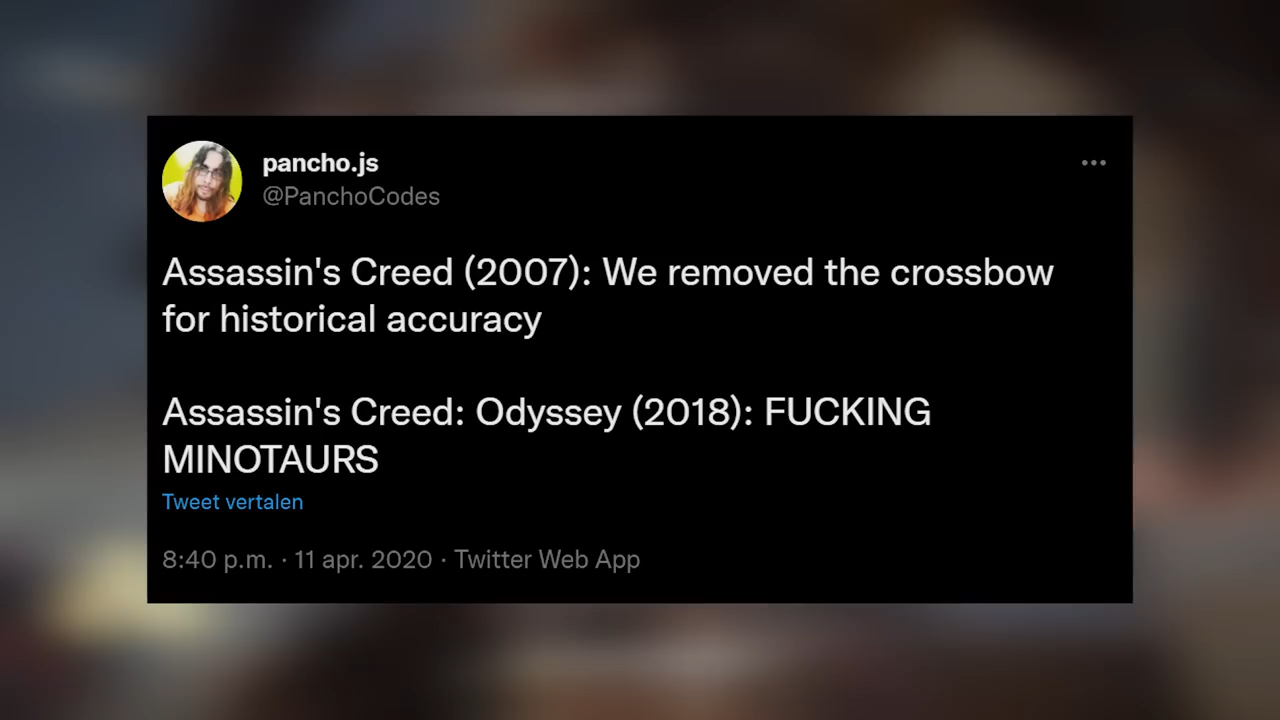 pancho.js
@PanchoCodes
Assassin's Creed (2007): We removed the crossbow
for historical accuracy
Assassin's Creed: Odyssey (2018): FUCKING
MINOTAURS
Tweet vertalen
8:40 p.m. · 11 apr. 2020 · Twitter Web App